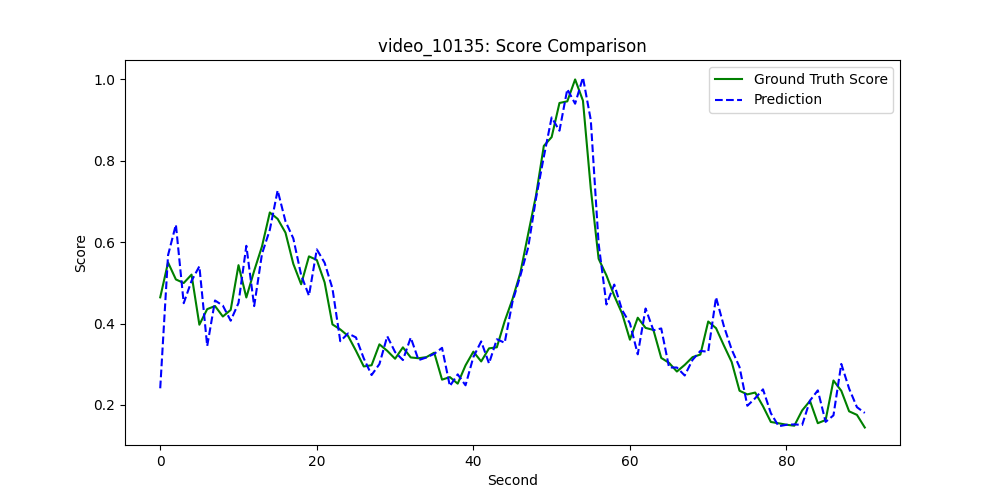 video_10135: Score Comparison
Ground Truth Score
Prediction
Score
1.0
0.8
0.6
0.4
0.2
0 20 40 60 80
Second